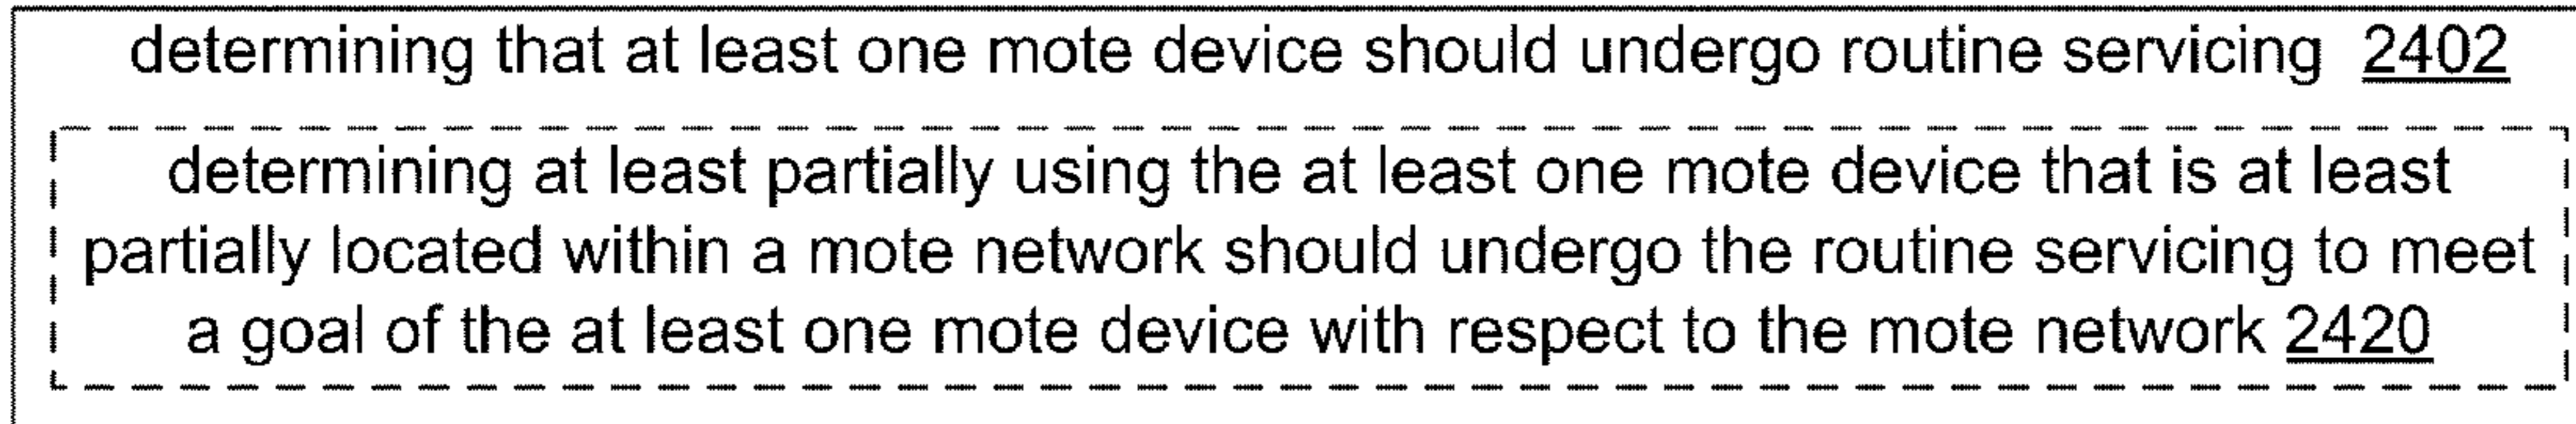 determining that at least one mote device should undergo routine servicing 2402
determining at least partially using the at least one mote device that is at least
partially located within a mote network should undergo the routine servicing to meet
a goal of the at least one mote device with respect to the mote network 2420